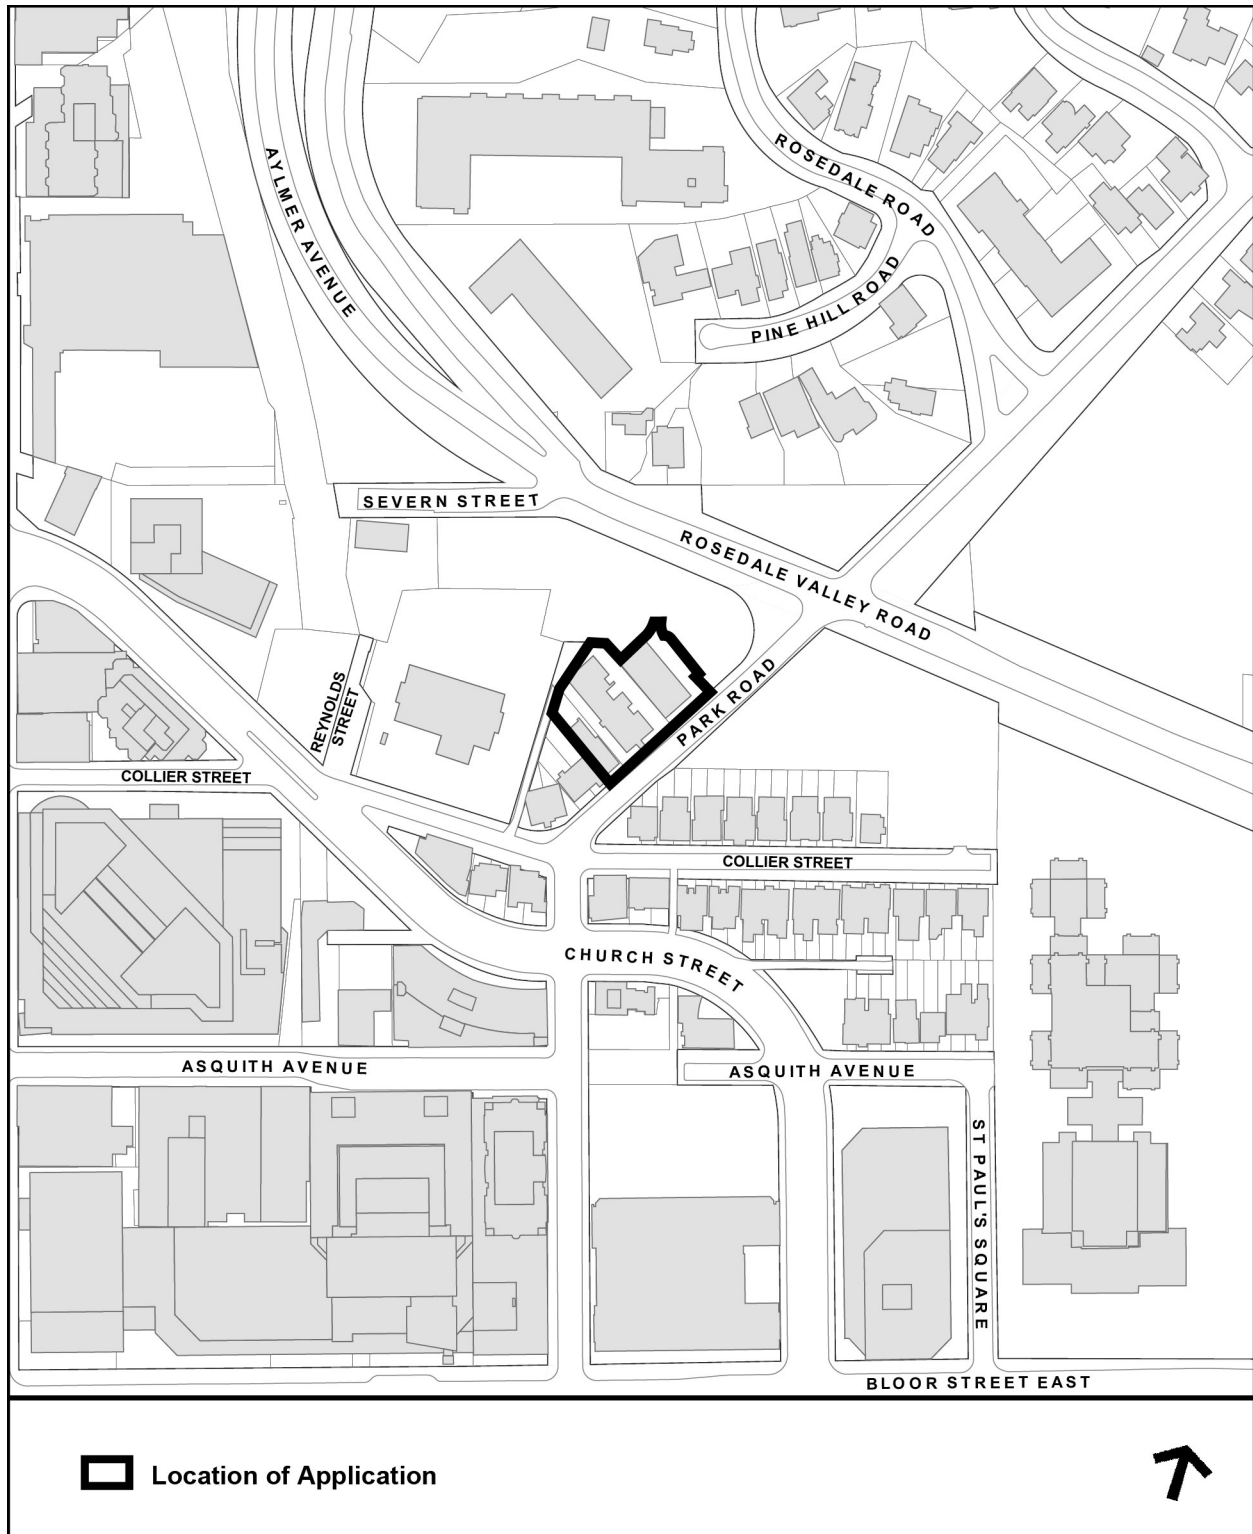 ROSEDALE ROAD
AYLMER AVENUE
PINE HILL ROAD
SEVERN STREET
ROSEDALE VALLEY ROAD
PARK ROAD
REYNOLDS
STREET
COLLIER STREET
COLLIER STREET
CHURCH STREET
ASQUITH AVENUE
ASQUITH AVENUE
ST PAUL'S SQUARE
BLOOR STREET EAST
Location of Application